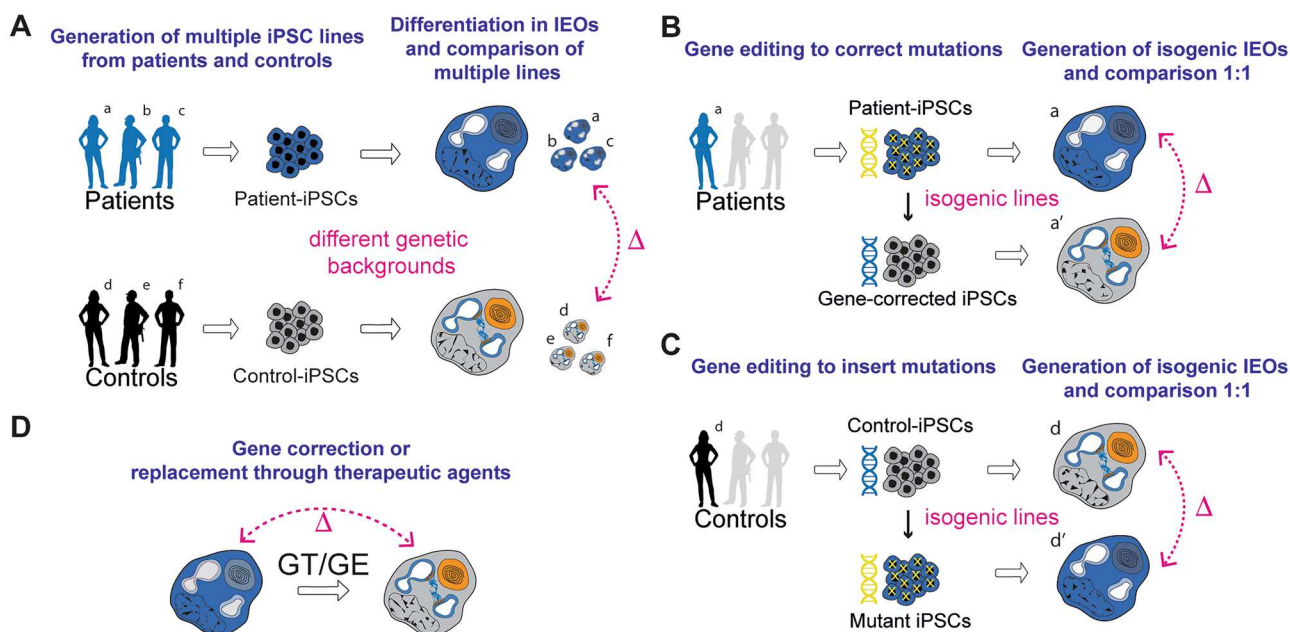 A
Generation of multiple iPSC lines
from patients and controls
Differentiation in IEOs
and comparison of
multiple lines
a
b
c
Patients
Patient-iPSCs
a
b
c
different genetic
backgrounds
Δ
d
e
f
Controls
Control-iPSCs
d
e
f
B
Gene editing to correct mutations
Generation of isogenic IEOs
and comparison 1:1
a
Patients
Patient-iPSCs
a
isogenic lines
Δ
a'
Gene-corrected iPSCs
C
Gene editing to insert mutations
Generation of isogenic IEOs
and comparison 1:1
d
Controls
Control-iPSCs
d
isogenic lines
Δ
d'
Mutant iPSCs
D
Gene correction or
replacement through therapeutic agents
Δ
GT/GE